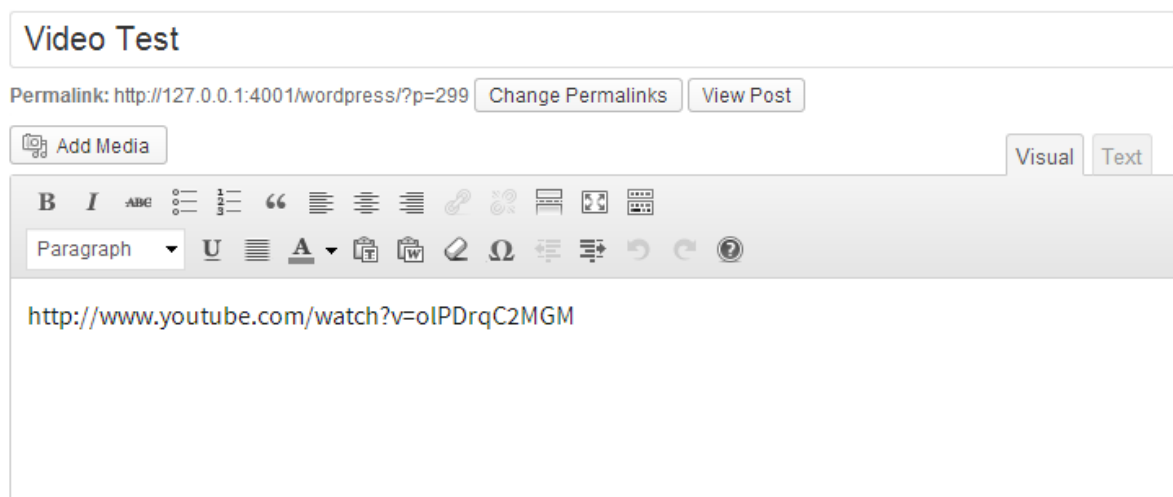 Video Test
Permalink: http://127.0.0.1:4001/wordpress/?p=299 Change Permalinks View Post
Add Media
Visual Text
B I ABC
Paragraph U A T W Ω
http://www.youtube.com/watch?v=olPDrqC2MGM